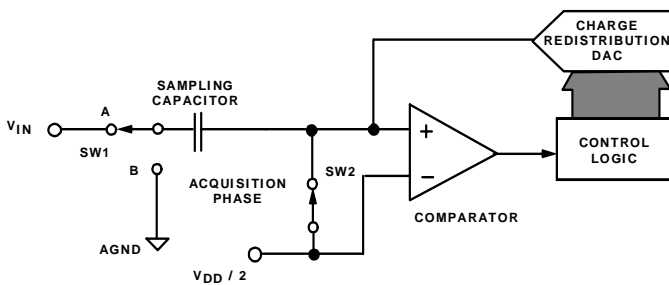 CHARGE
REDISTRIBUTION
DAC
SAMPLING
CAPACITOR
A
VIN
SW1
+
CONTROL
LOGIC
B
ACQUISITION
PHASE
SW2
−
COMPARATOR
AGND
VDD / 2